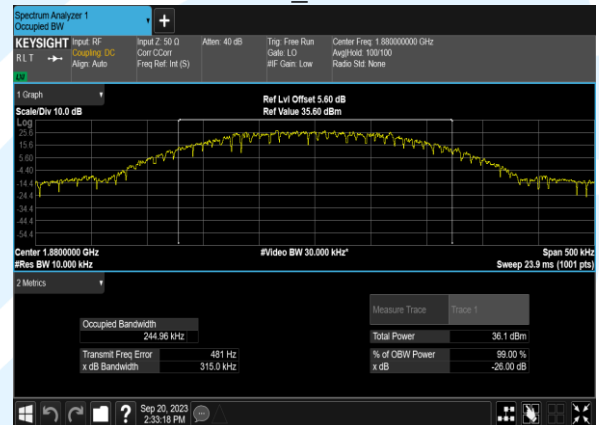 Spectrum Analyzer 1
Occupied BW
KEYSIGHT
RLT
Input: RF
Coupling: DC
Align: Auto
Input Z: 50 Ω
Corr CCorr
Freq Ref: Int (S)
Atten: 40 dB
Trig: Free Run
Gate: LO
#IF Gain: Low
Center Freq: 1.880000000 GHz
Avg|Hold: 100/100
Radio Std: None
1 Graph
Scale/Div 10.0 dB
Ref Lvl Offset 5.60 dB
Ref Value 35.60 dBm
Log
25.6
15.6
5.60
-4.40
-14.4
-24.4
-34.4
-44.4
-54.4
Center 1.8800000 GHz
#Video BW 30.000 kHz*
Span 500 kHz
#Res BW 10.000 kHz
Sweep 23.9 ms (1001 pts)
2 Metrics
Measure Trace Trace 1
Occupied Bandwidth
244.96 kHz
Total Power 36.1 dBm
Transmit Freq Error 481 Hz
% of OBW Power 99.00 %
x dB Bandwidth 315.0 kHz
x dB -26.00 dB
?
Sep 20, 2023
2:33:18 PM